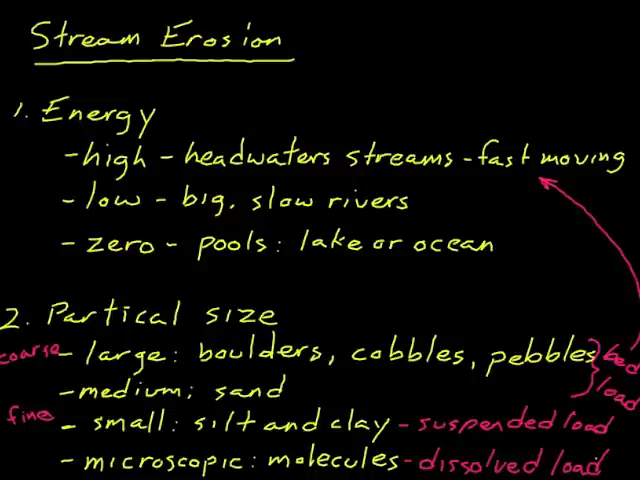 Stream Erosion
1. Energy
- high - headwaters streams - fast moving
- low - big, slow rivers
- zero - pools: lake or ocean
2. Partical size
coarse - large: boulders, cobbles, pebbles } bed
- medium: sand load
fine - small: silt and clay - suspended load
- microscopic: molecules - dissolved load